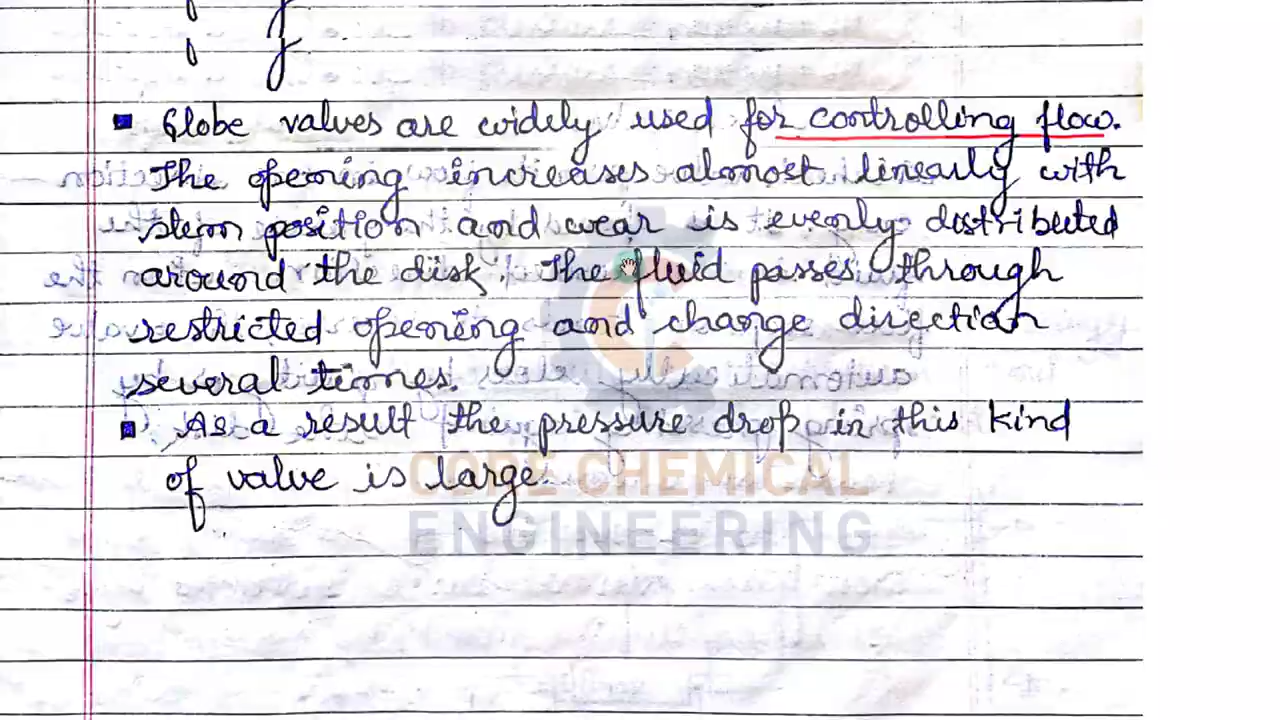 Globe valves are widely used for controlling flow.
The opening increases almost linearly with
stem position and wear is evenly distributed
around the disk. The fluid passes through
restricted opening and change direction
several times.
As a result the pressure drop in this kind
of valve is large.
CORE CHEMICAL
ENGINEERING